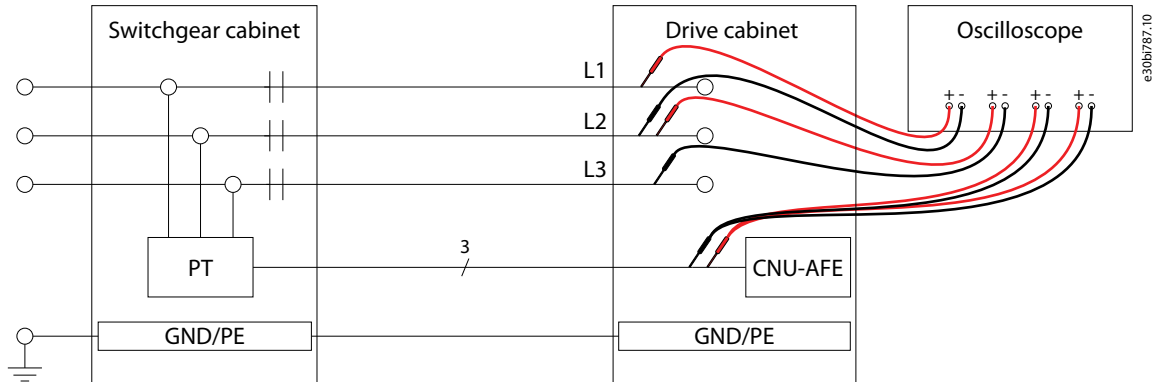 Switchgear cabinet
Drive cabinet
Oscilloscope
e30bi787.10
L1
+ - + - + - + -
L2
L3
3
PT
CNU-AFE
GND/PE
GND/PE